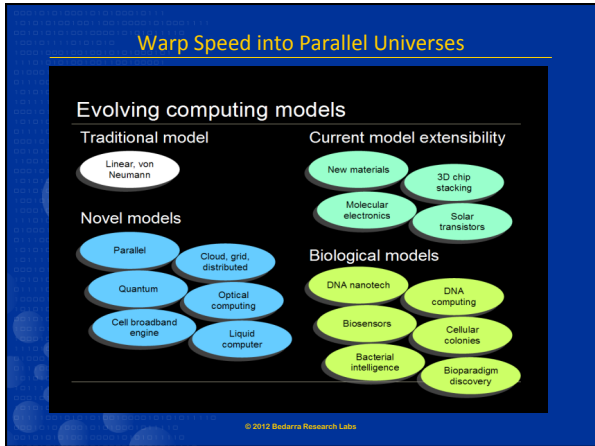 Warp Speed into Parallel Universes
Evolving computing models
Traditional model
Linear, von
Neumann
Current model extensibility
New materials
3D chip
stacking
Molecular
electronics
Solar
transistors
Novel models
Parallel
Cloud, grid,
distributed
Quantum
Optical
computing
Cell broadband
engine
Liquid
computer
Biological models
DNA nanotech
DNA
computing
Biosensors
Cellular
colonies
Bacterial
intelligence
Bioparadigm
discovery
© 2012 Bedarra Research Labs